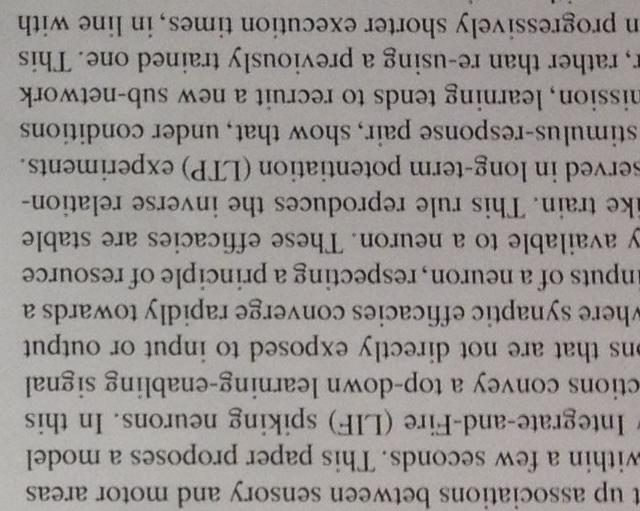 t up associations between sensory and motor areas
within a few seconds. This paper proposes a model
Integrate-and-Fire (LIF) spiking neurons. In this
ctions convey a top-down learning-enabling signal
ons that are not directly exposed to input or output
where synaptic efficacies converge rapidly towards a
inputs of a neuron, respecting a principle of resource
y available to a neuron. These efficacies are stable
ke train. This rule reproduces the inverse relation-
served in long-term potentiation (LTP) experiments.
stimulus-response pair, show that, under conditions
mission, learning tends to recruit a new sub-network
r, rather than re-using a previously trained one. This
n progressively shorter execution times, in line with